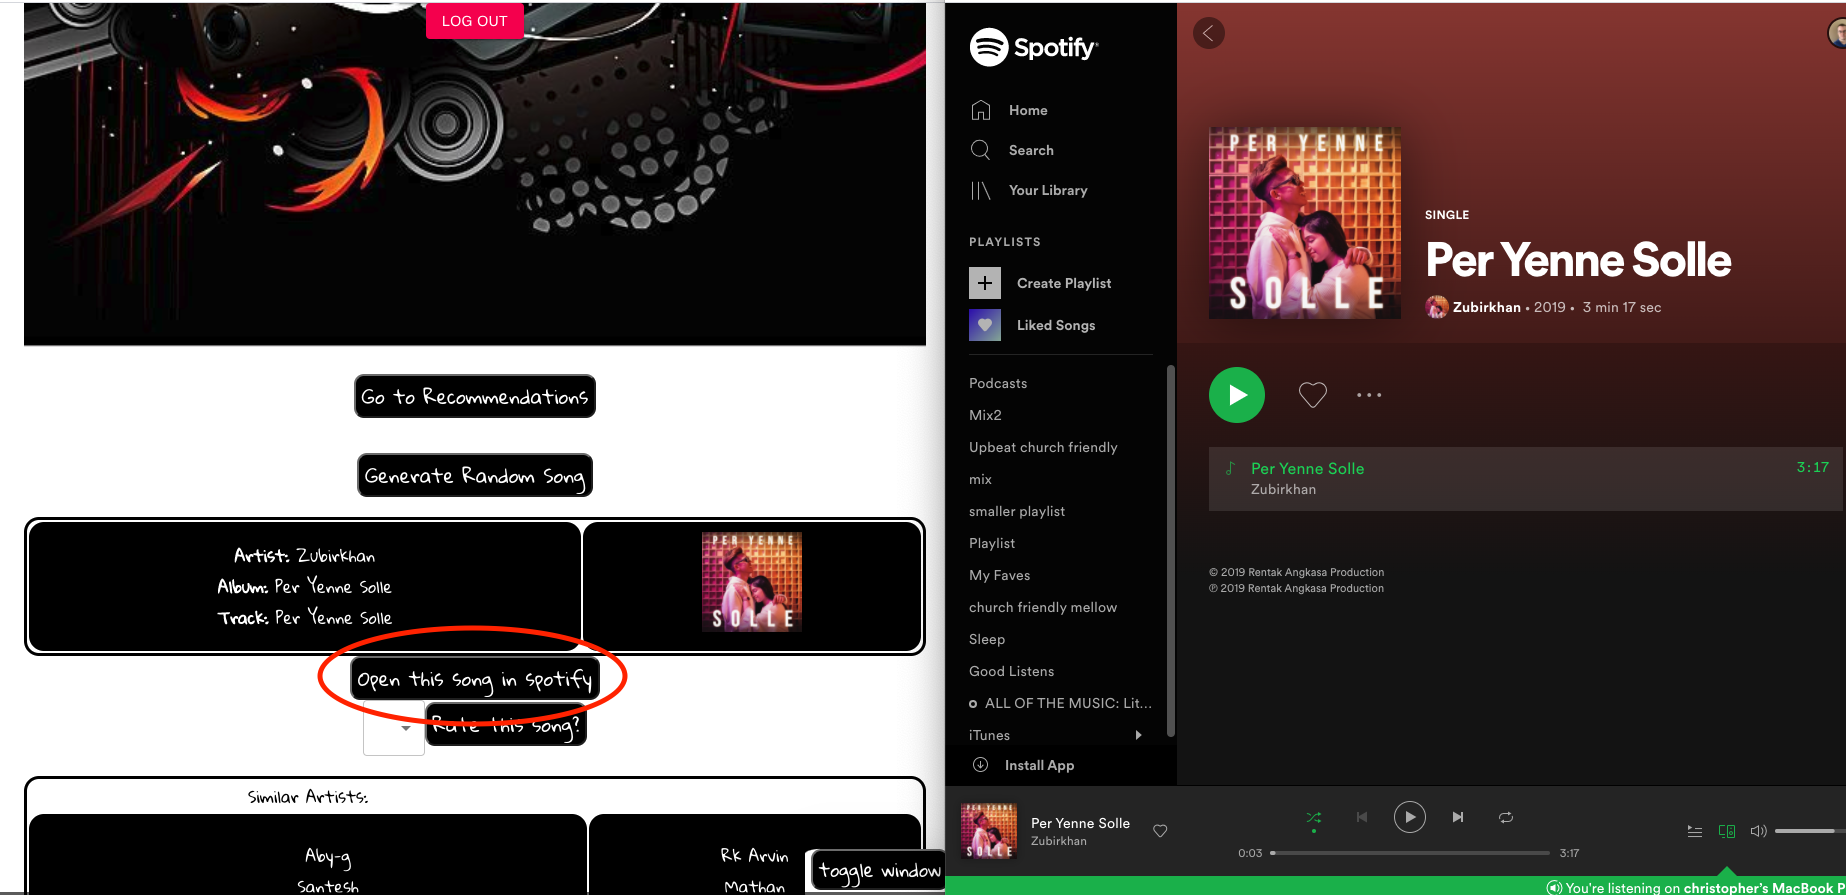 LOG OUT
Go to Recommendations
Generate Random Song
Artist: Zubirkhan
Album: Per Yenne Solle
Track: Per Yenne Solle
PER YENNE
SOLLE
Open this song in spotify
Rate this song?
Similar Artists:
Aby-g
Santesh
Rk Arvin
Mathan
toggle window
Spotify
Home
Search
Your Library
PLAYLISTS
Create Playlist
Liked Songs
Podcasts
Mix2
Upbeat church friendly
mix
smaller playlist
Playlist
My Faves
church friendly mellow
Sleep
Good Listens
ALL OF THE MUSIC: Lit...
iTunes
Install App
PER YENNE
SOLLE
SINGLE
Per Yenne Solle
Zubirkhan • 2019 • 3 min 17 sec
Per Yenne Solle 3:17
Zubirkhan
© 2019 Rentak Angkasa Production
℗ 2019 Rentak Angkasa Production
PER YENNE
SOLLE
Per Yenne Solle
Zubirkhan
0:03
3:17
You're listening on christopher's MacBook P